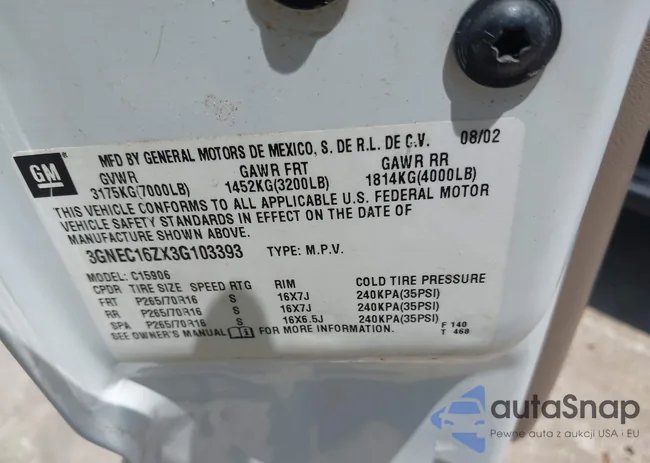 GM
MFD BY GENERAL MOTORS DE MEXICO, S. DE R.L. DE C.V. 08/02
GVWR GAWR FRT GAWR RR
3175KG(7000LB) 1452KG(3200LB) 1814KG(4000LB)
THIS VEHICLE CONFORMS TO ALL APPLICABLE U.S. FEDERAL MOTOR
VEHICLE SAFETY STANDARDS IN EFFECT ON THE DATE OF
MANUFACTURE SHOWN ABOVE.
3GNEC16ZX3G103393 TYPE: M.P.V.
MODEL: C15906
CPDR TIRE SIZE SPEED RTG RIM COLD TIRE PRESSURE
FRT P265/70R16 S 16X7J 240KPA(35PSI)
RR P265/70R16 S 16X7J 240KPA(35PSI)
SPA P265/70R16 S 16X6.5J 240KPA(35PSI)
SEE OWNER'S MANUAL FOR MORE INFORMATION
F 140
T 468
autaSnap
Pewne auta z aukcji USA i EU